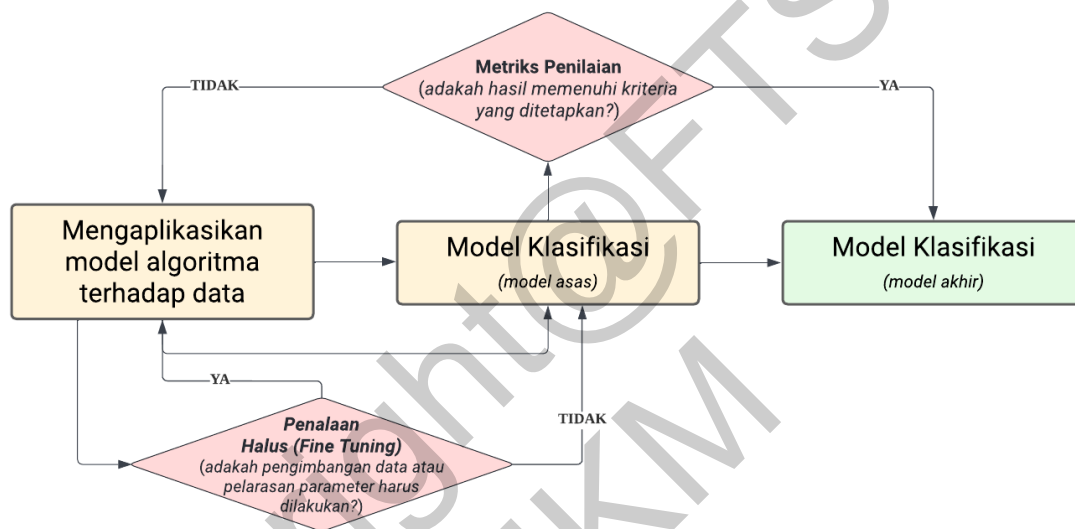 Metriks Penilaian
(adakah hasil memenuhi kriteria
yang ditetapkan?)
TIDAK
YA
Mengaplikasikan
model algoritma
terhadap data
Model Klasifikasi
(model asas)
Model Klasifikasi
(model akhir)
YA
TIDAK
Penalaan
Halus (Fine Tuning)
(adakah pengimbangan data atau
pelarasan parameter harus
dilakukan?)